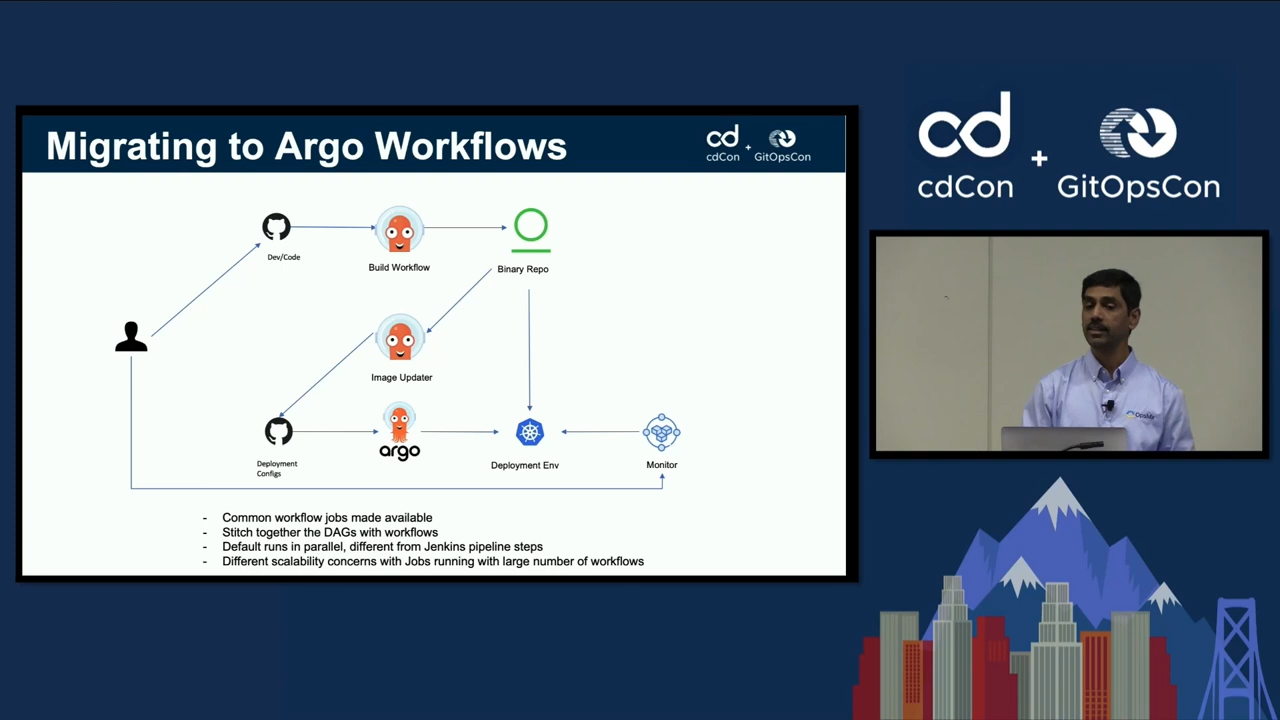 Migrating to Argo Workflows
cd
cdCon
+
GitOpsCon
Dev/Code
Build Workflow
Binary Repo
Image Updater
Deployment
Configs
argo
Deployment Env
Monitor
- Common workflow jobs made available
- Stitch together the DAGs with workflows
- Default runs in parallel, different from Jenkins pipeline steps
- Different scalability concerns with Jobs running with large number of workflows
cd
cdCon
+
GitOpsCon